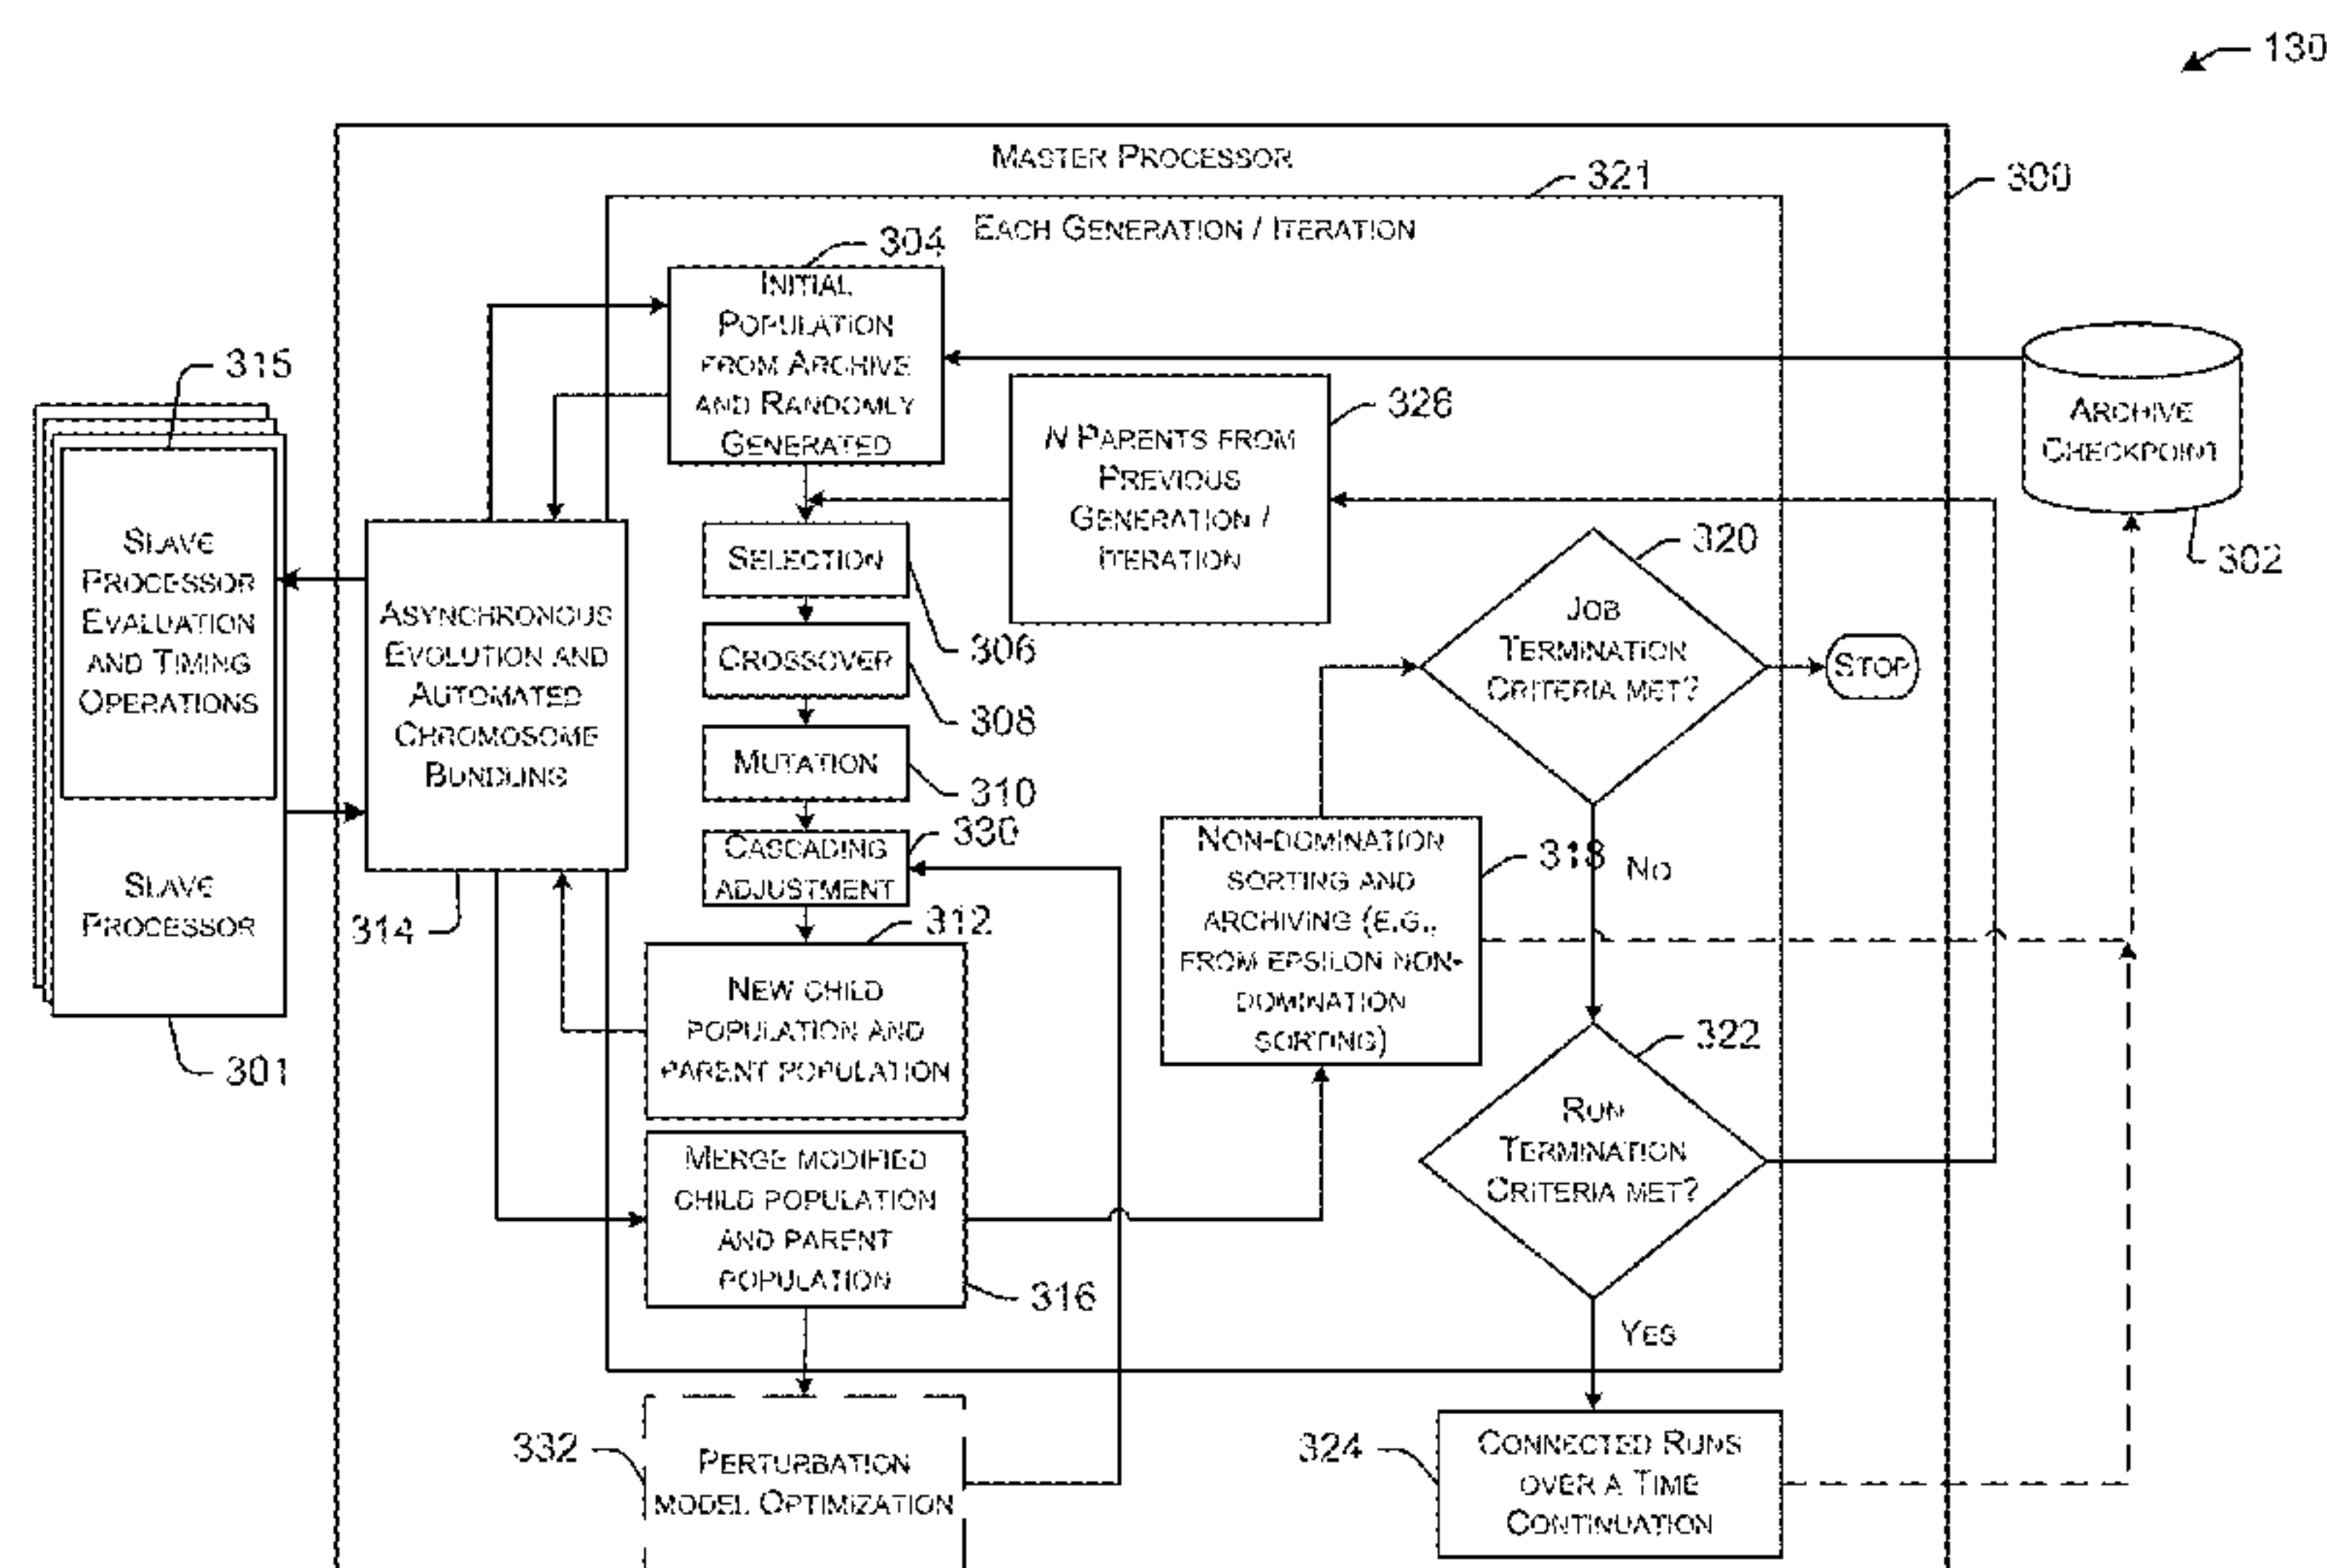 130
MASTER PROCESSOR
300
321
EACH GENERATION / ITERATION
304
INITIAL
POPULATION
FROM ARCHIVE
AND RANDOMLY
GENERATED
315
SLAVE
PROCESSOR
EVALUATION
AND TIMING
OPERATIONS
SLAVE
PROCESSOR
301
ASYNCHRONOUS
EVOLUTION AND
AUTOMATED
CHROMOSOME
BUNDLING
314
326
N PARENTS FROM
PREVIOUS
GENERATION /
ITERATION
ARCHIVE
CHECKPOINT
302
SELECTION
306
CROSSOVER
308
MUTATION
310
CASCADING
ADJUSTMENT
330
312
NEW CHILD
POPULATION AND
PARENT POPULATION
MERGE MODIFIED
CHILD POPULATION
AND PARENT
POPULATION
316
320
JOB
TERMINATION
CRITERIA MET?
STOP
NON-DOMINATION
SORTING AND
ARCHIVING (E.G.,
FROM EPSILON NON-
DOMINATION
SORTING)
318
NO
322
RUN
TERMINATION
CRITERIA MET?
YES
332
PERTURBATION
MODEL OPTIMIZATION
324
CONNECTED RUNS
OVER A TIME
CONTINUATION